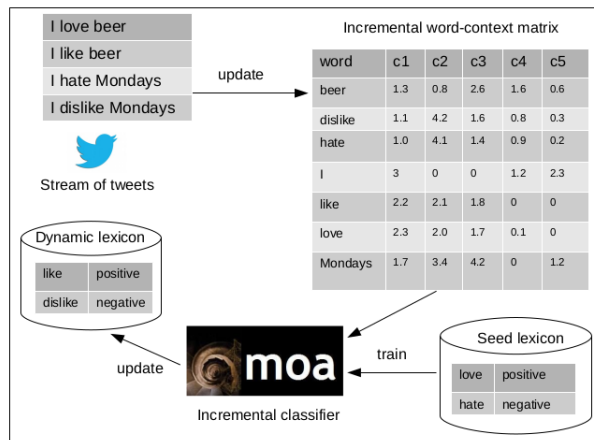 I love beer
I like beer
I hate Mondays
I dislike Mondays
Stream of tweets
update
Incremental word-context matrix
word c1 c2 c3 c4 c5
beer 1.3 0.8 2.6 1.6 0.6
dislike 1.1 4.2 1.6 0.8 0.3
hate 1.0 4.1 1.4 0.9 0.2
I 3 0 0 1.2 2.3
like 2.2 2.1 1.8 0 0
love 2.3 2.0 1.7 0.1 0
Mondays 1.7 3.4 4.2 0 1.2
Dynamic lexicon
like positive
dislike negative
update
moa
Incremental classifier
train
Seed lexicon
love positive
hate negative